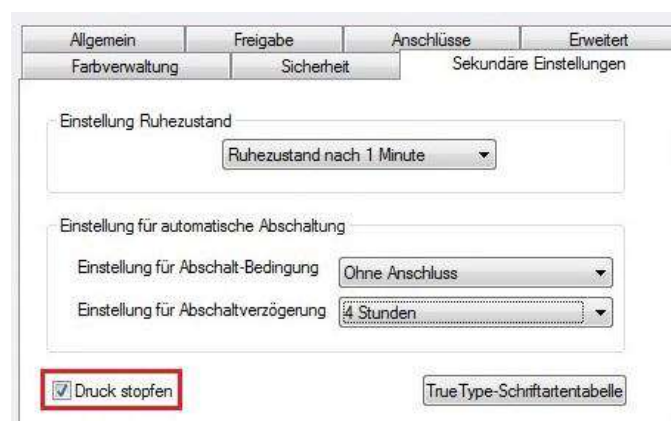 Allgemein Freigabe Anschlüsse Erweitert
Farbverwaltung Sicherheit Sekundäre Einstellungen
Einstellung Ruhezustand
Ruhezustand nach 1 Minute
Einstellung für automatische Abschaltung
Einstellung für Abschalt-Bedingung Ohne Anschluss
Einstellung für Abschaltverzögerung 4 Stunden
Druck stopfen TrueType-Schriftartentabelle